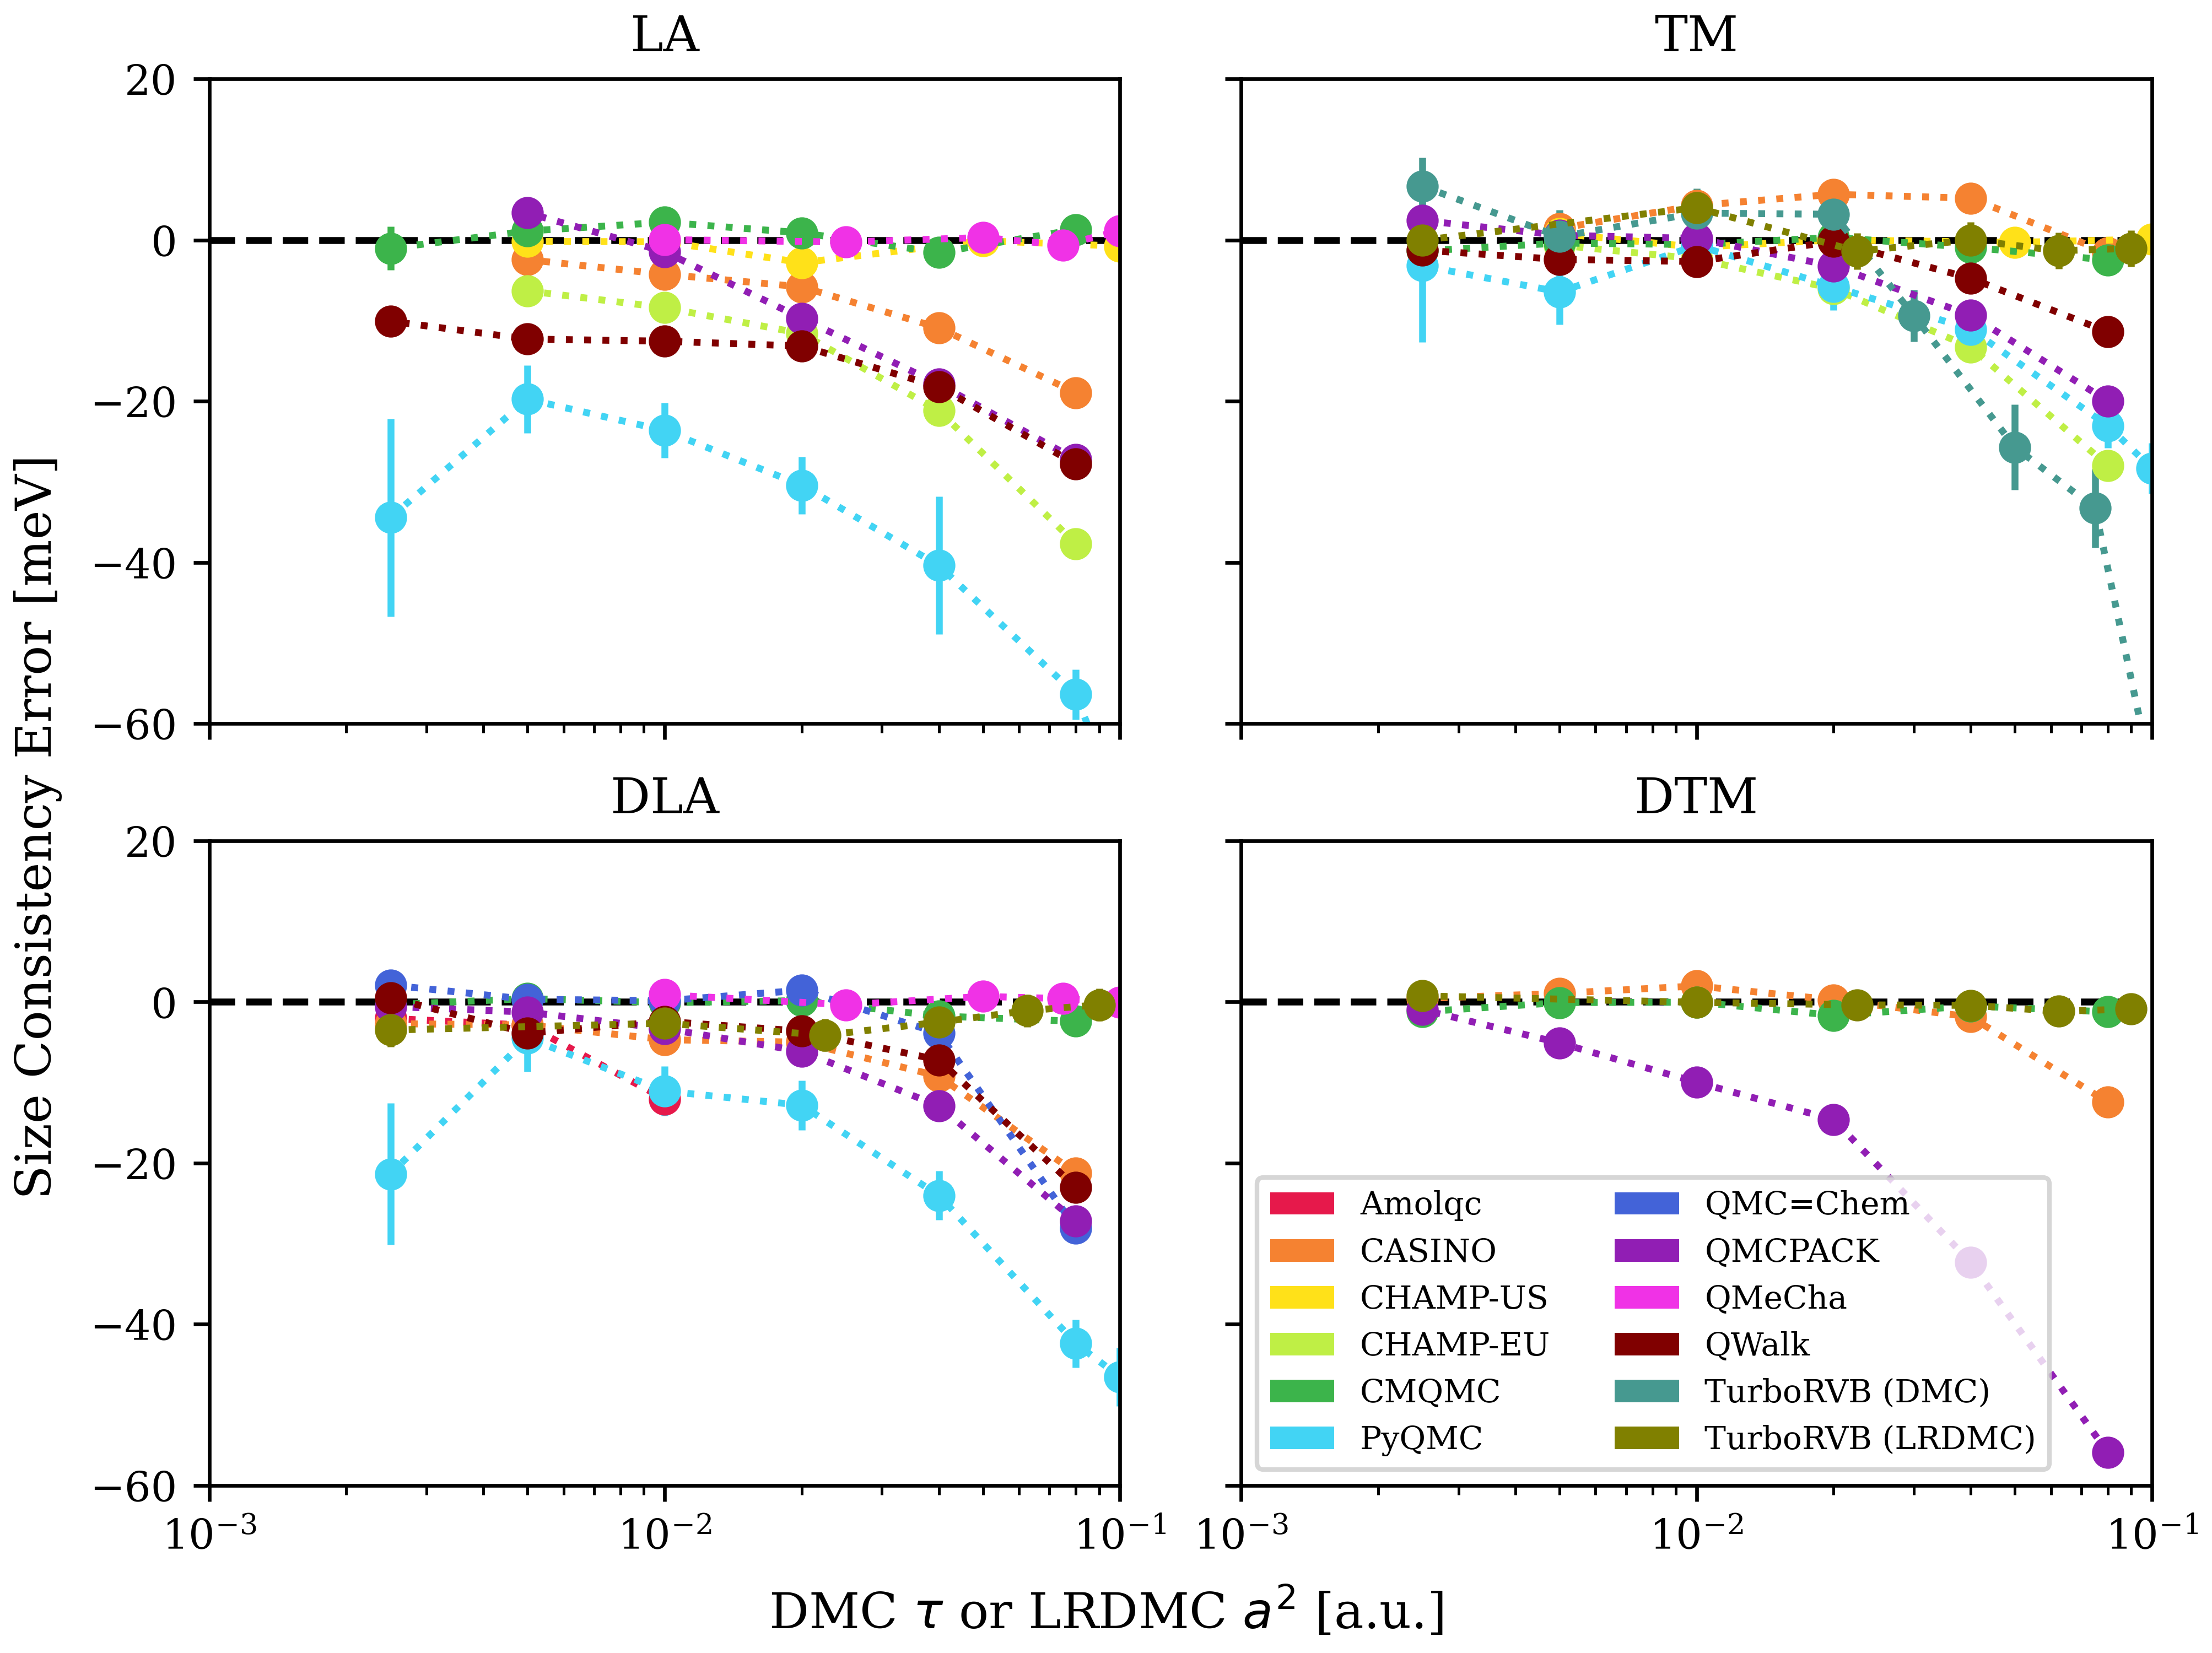 LA
TM
20
0
−20
−40
−60
DLA
DTM
20
0
−20
−40
−60
Size Consistency Error [meV]
Amolqc
CASINO
CHAMP-US
CHAMP-EU
CMQMC
PyQMC
QMC=Chem
QMCPACK
QMeCha
QWalk
TurboRVB (DMC)
TurboRVB (LRDMC)
10⁻³ 10⁻² 10⁻¹ 10⁻³ 10⁻² 10⁻¹
DMC τ or LRDMC a² [a.u.]